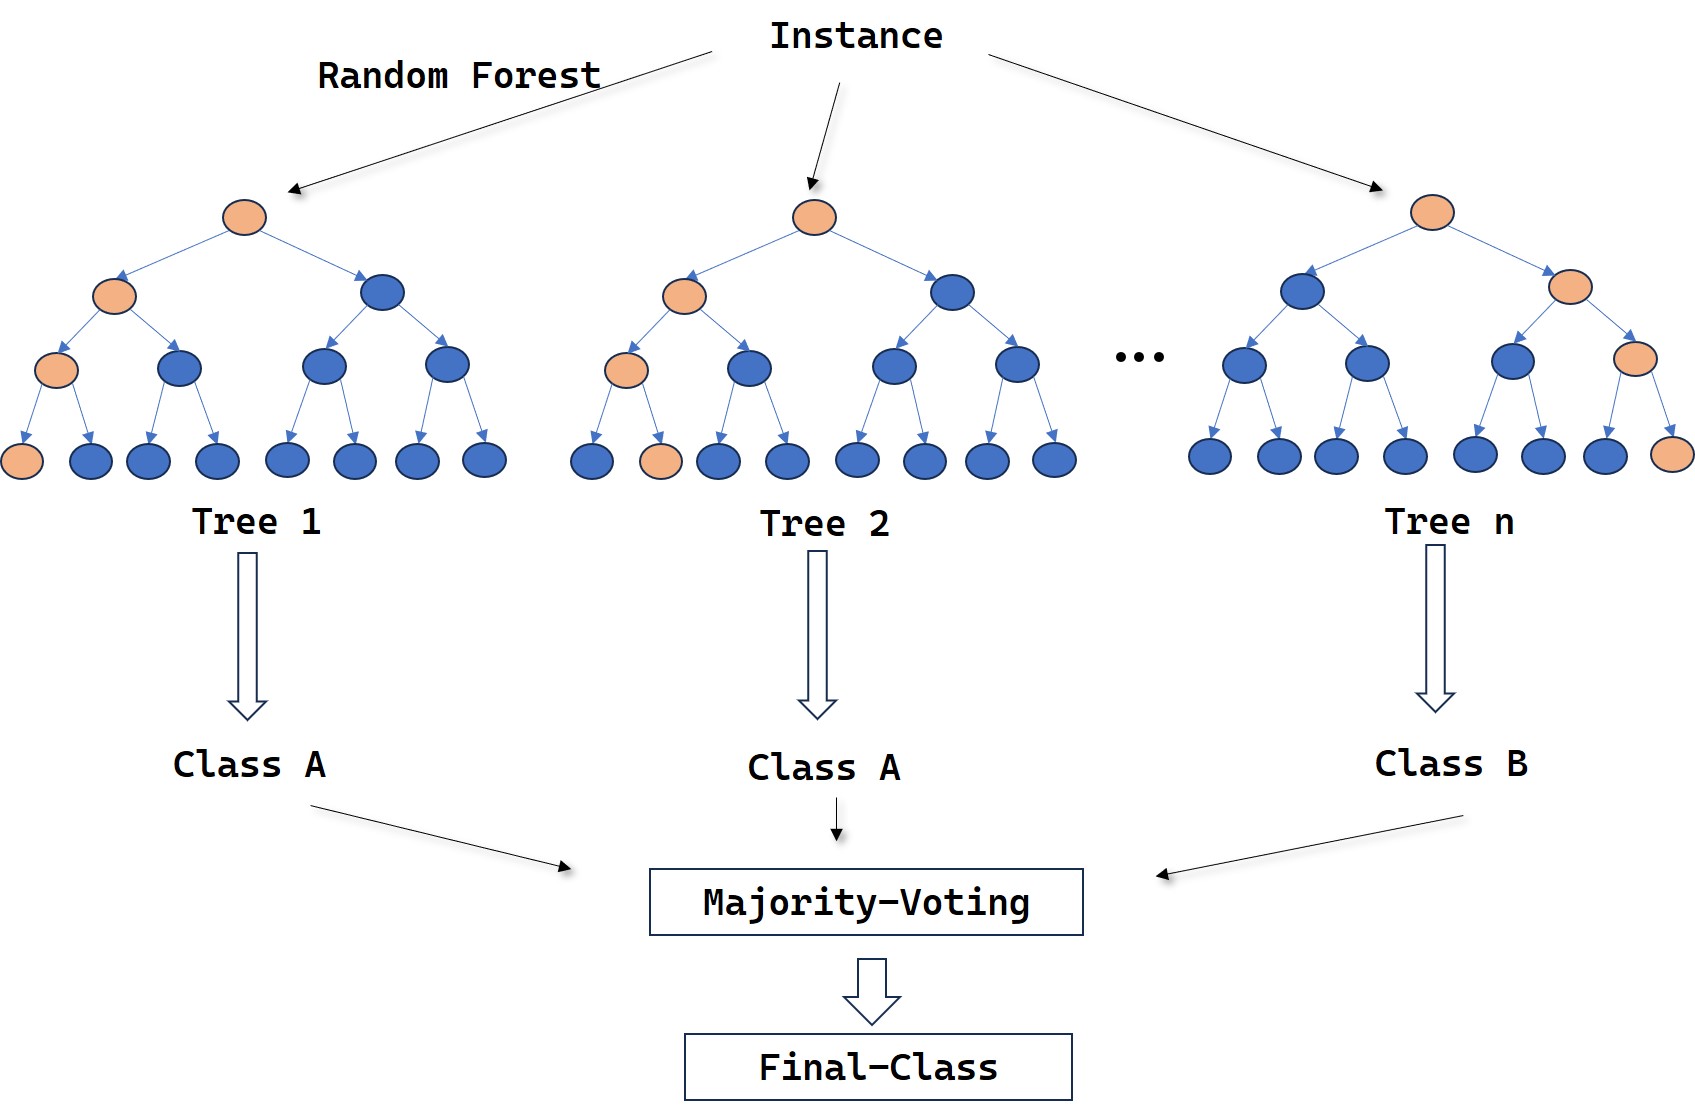 Instance
Random Forest
...
Tree 1
Tree 2
Tree n
Class A
Class A
Class B
Majority-Voting
Final-Class